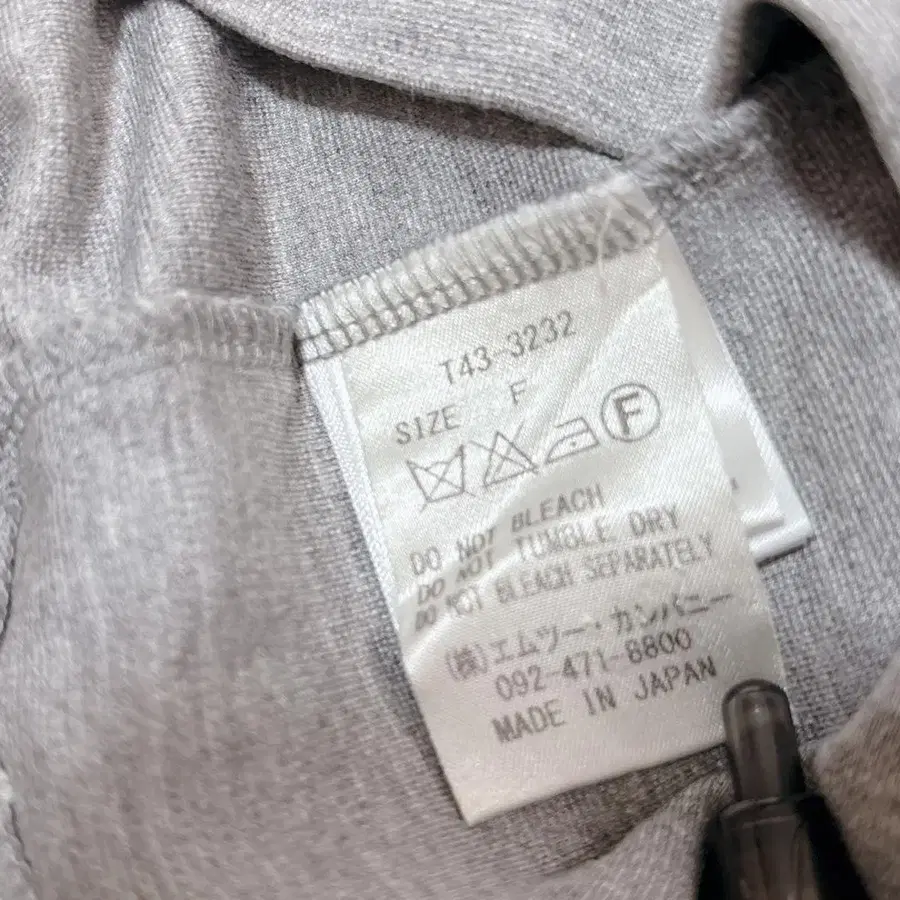 T43-3232
SIZE F
F
DO NOT BLEACH
DO NOT TUMBLE DRY
DO NOT BLEACH SEPARATELY
(株)エムツー・カンパニー
092-471-8800
MADE IN JAPAN